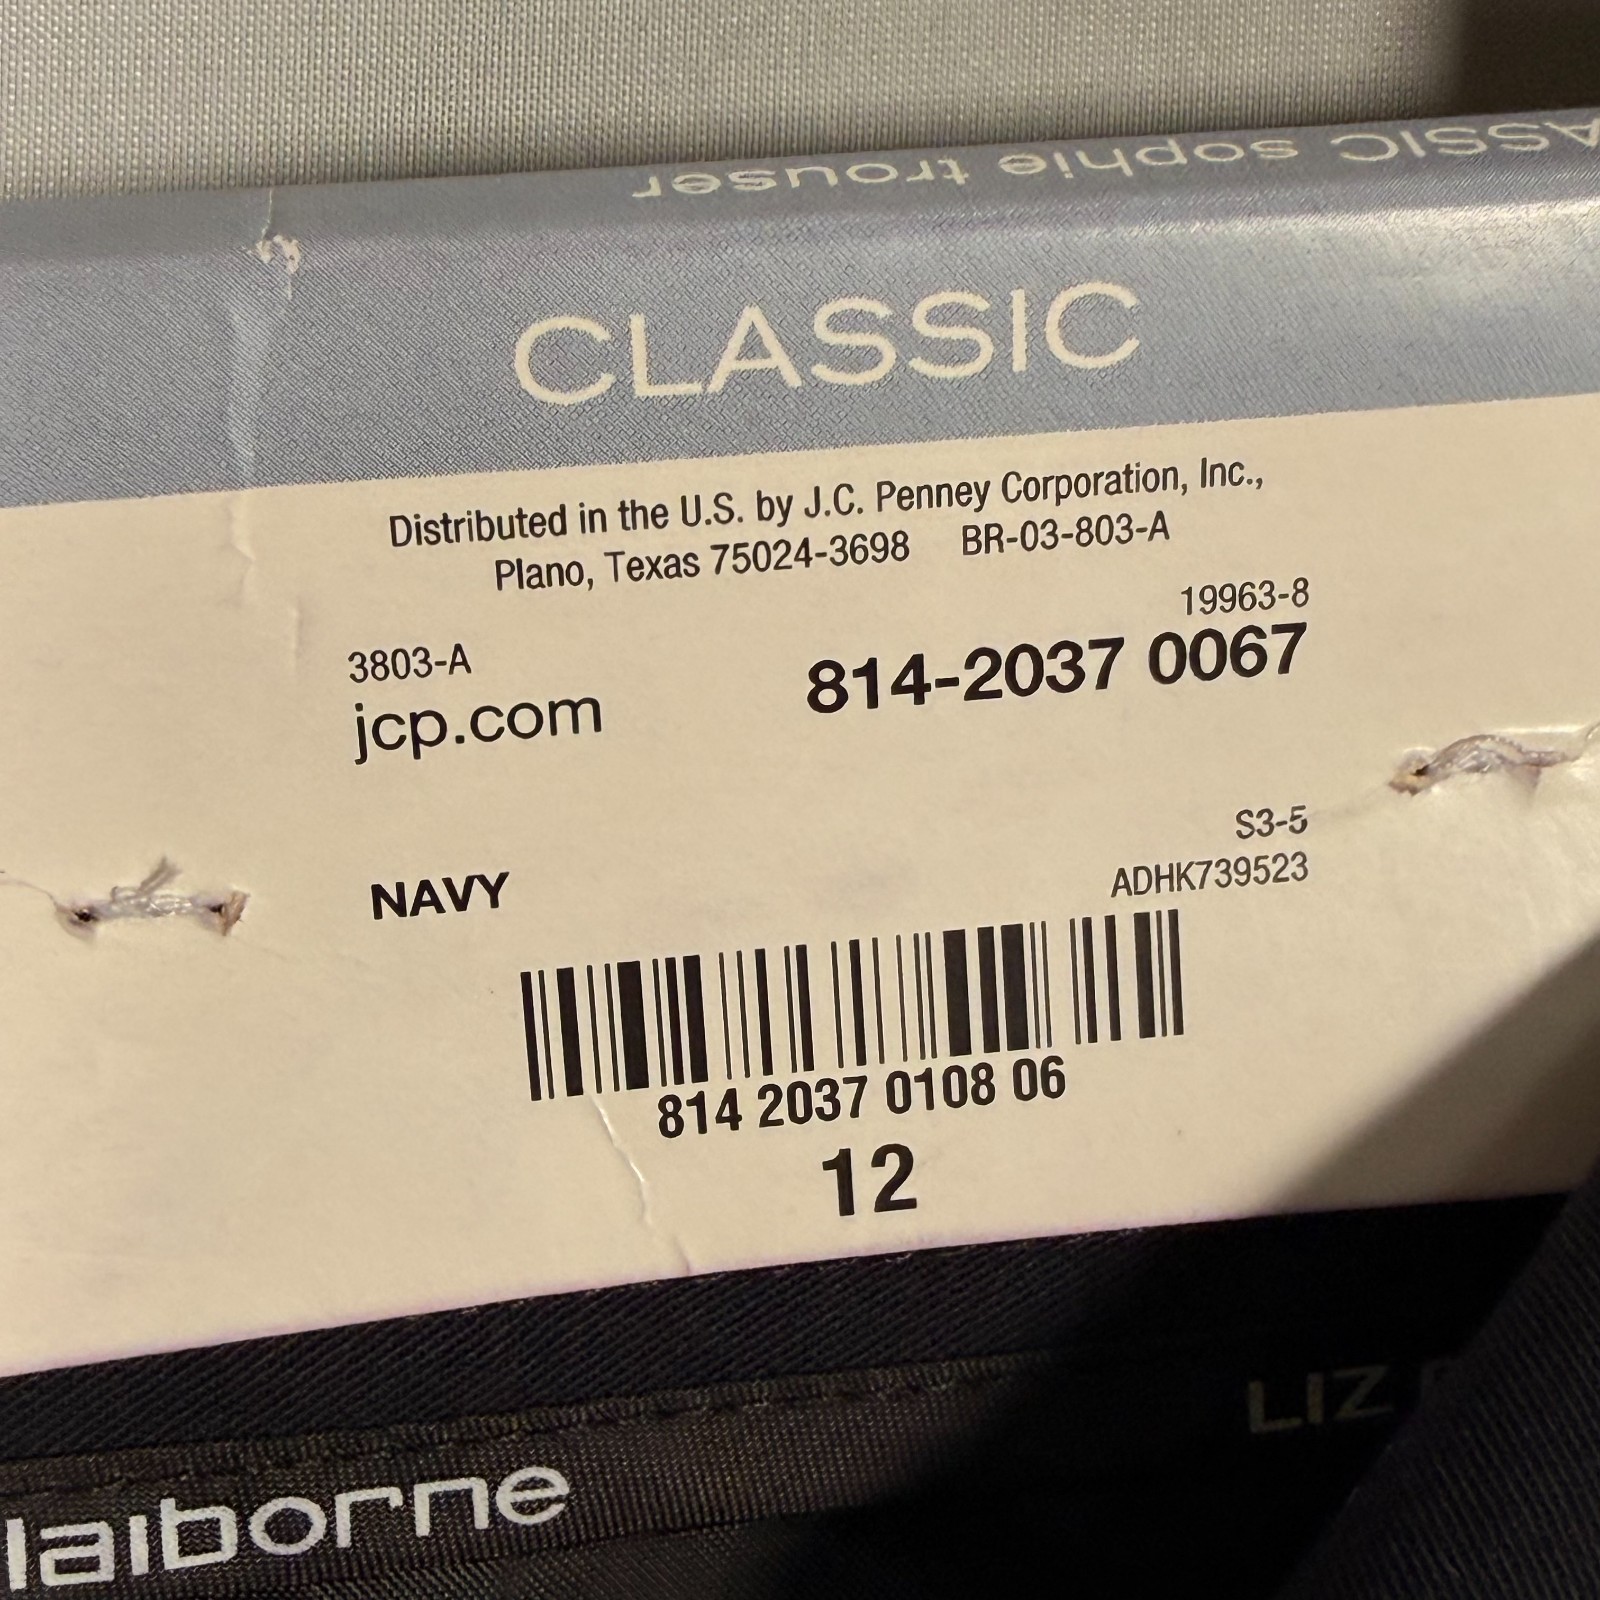 ASSIC sophie trouser
CLASSIC
Distributed in the U.S. by J.C. Penney Corporation, Inc.,
Plano, Texas 75024-3698 BR-03-803-A
19963-8
3803-A
814-2037 0067
jcp.com
S3-5
NAVY
ADHK739523
814 2037 0108 06
12
LIZ
laiborne